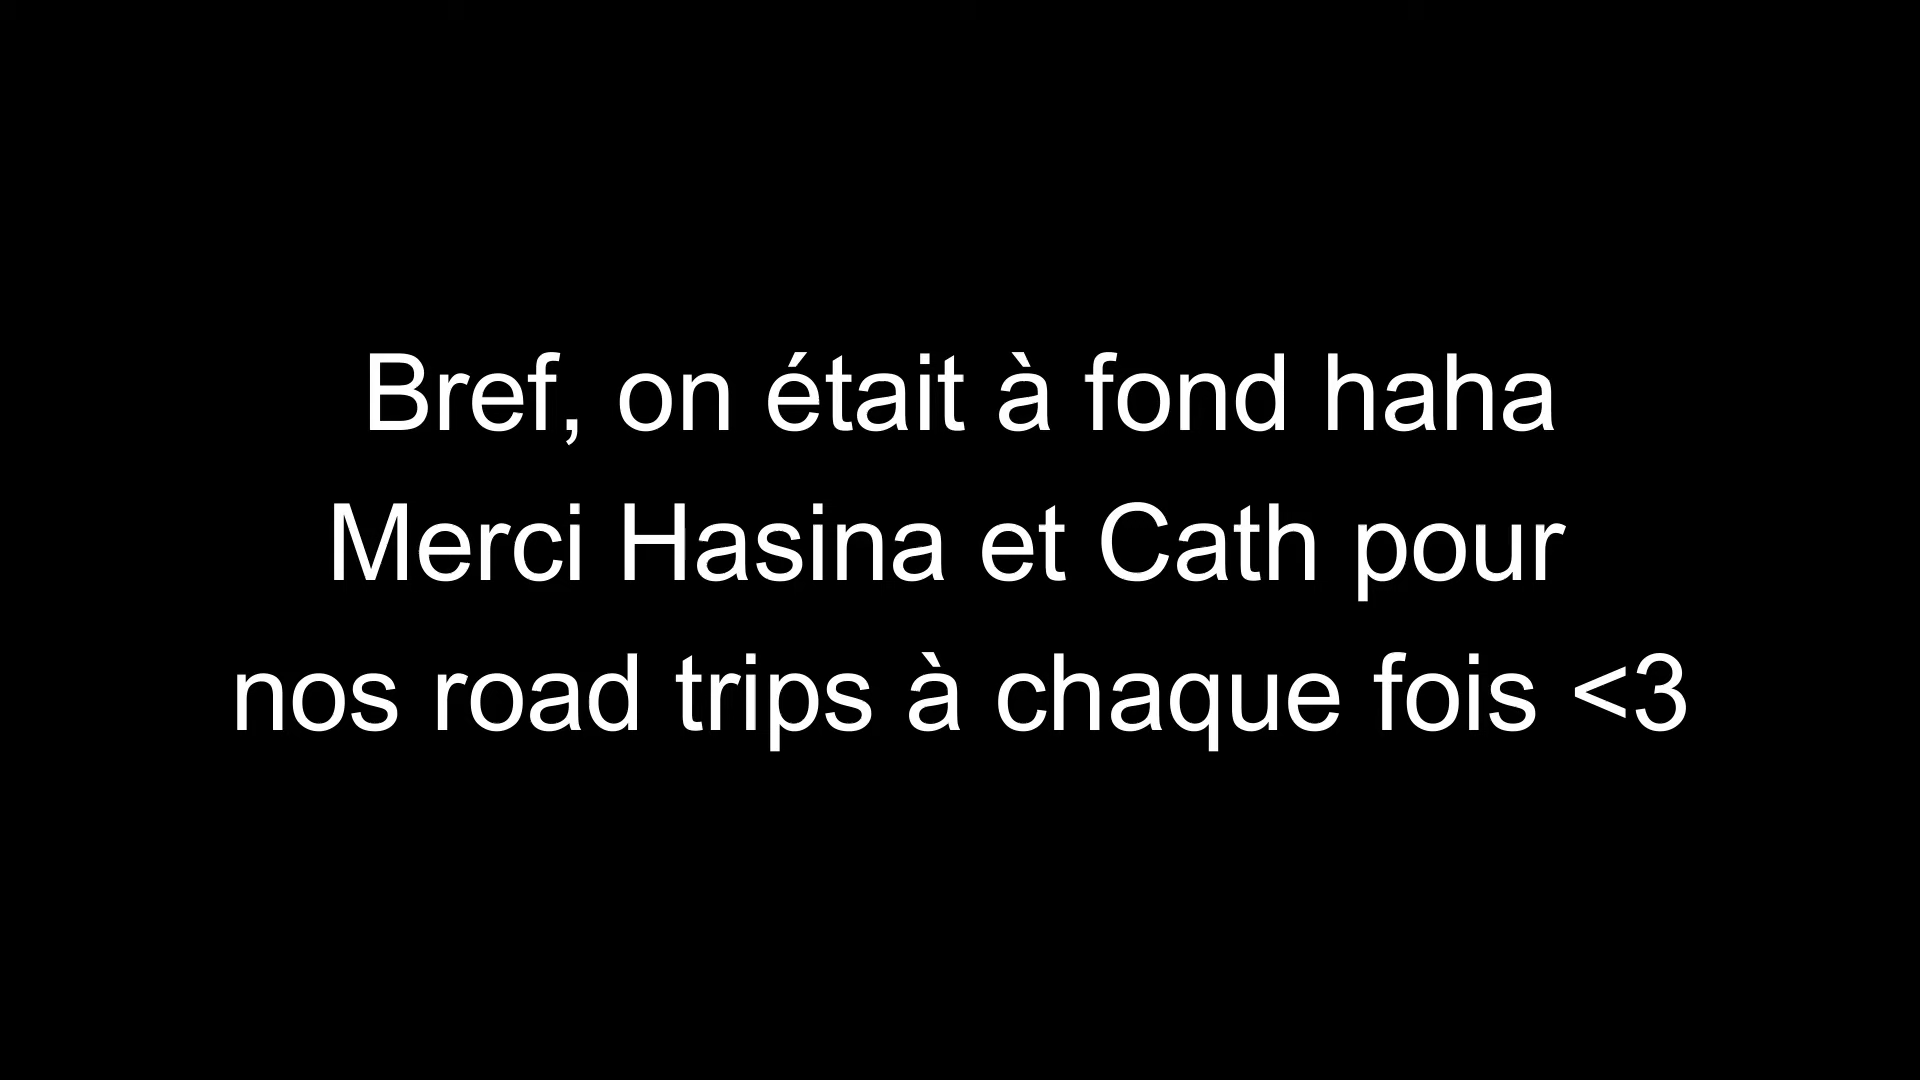 Bref, on était à fond haha
Merci Hasina et Cath pour
nos road trips à chaque fois <3